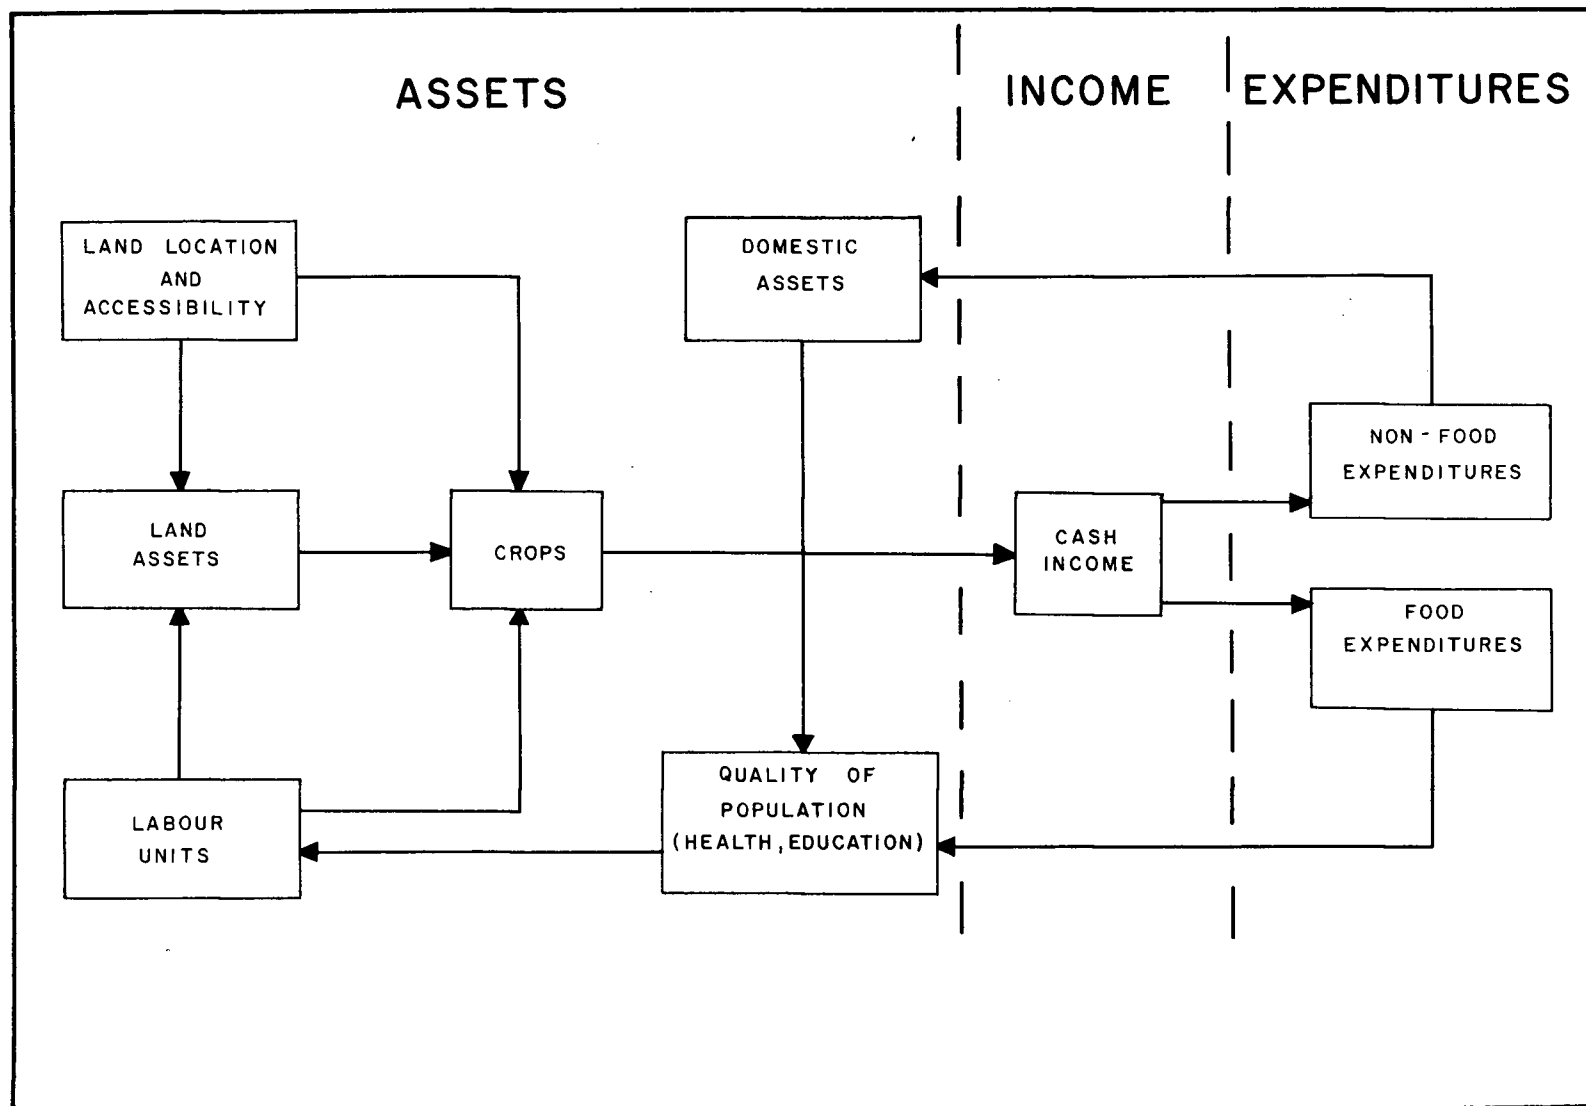 ASSETS
INCOME
EXPENDITURES
LAND LOCATION
AND
ACCESSIBILITY
DOMESTIC
ASSETS
NON-FOOD
EXPENDITURES
LAND
ASSETS
CROPS
CASH
INCOME
FOOD
EXPENDITURES
LABOUR
UNITS
QUALITY OF
POPULATION
(HEALTH, EDUCATION)